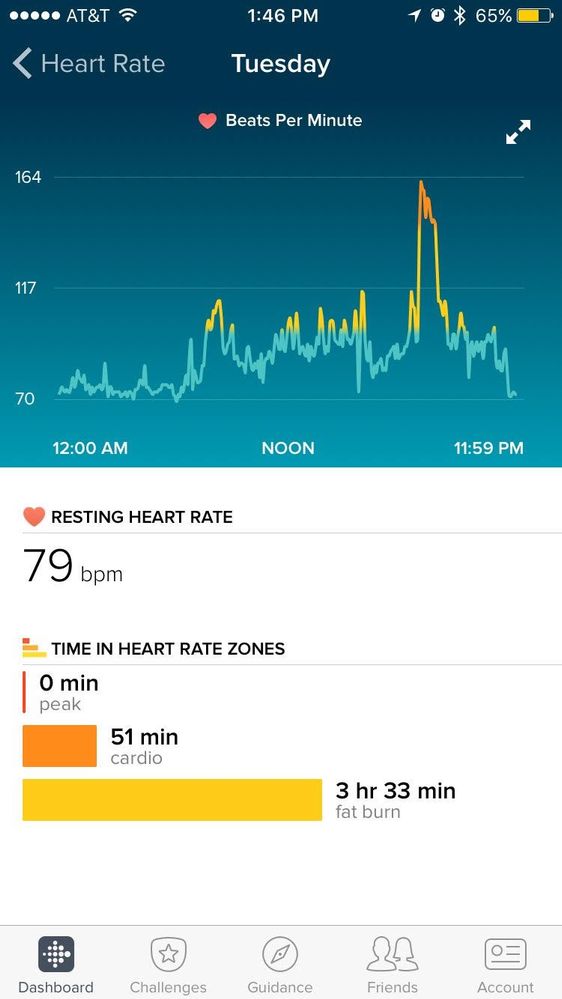 AT&T 1:46 PM 65%
Heart Rate Tuesday
Beats Per Minute
164
117
70
12:00 AM NOON 11:59 PM
RESTING HEART RATE
79 bpm
TIME IN HEART RATE ZONES
0 min
peak
51 min
cardio
3 hr 33 min
fat burn
Dashboard Challenges Guidance Friends Account